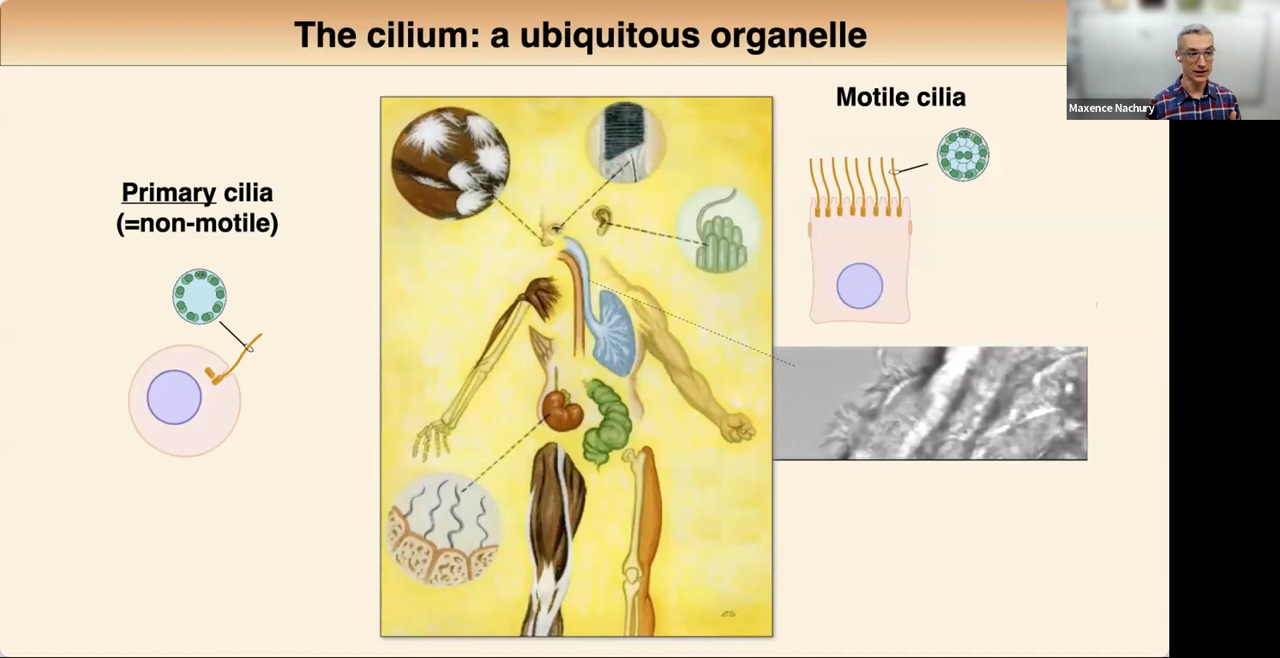 The cilium: a ubiquitous organelle
Maxence Nachury
Motile cilia
Primary cilia
(=non-motile)